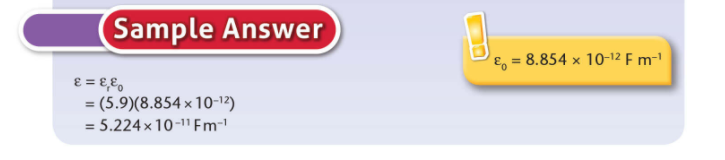 Sample Answer
ε = εᵣε₀
= (5.9)(8.854 × 10⁻¹²)
= 5.224 × 10⁻¹¹ F m⁻¹
! ε₀ = 8.854 × 10⁻¹² F m⁻¹